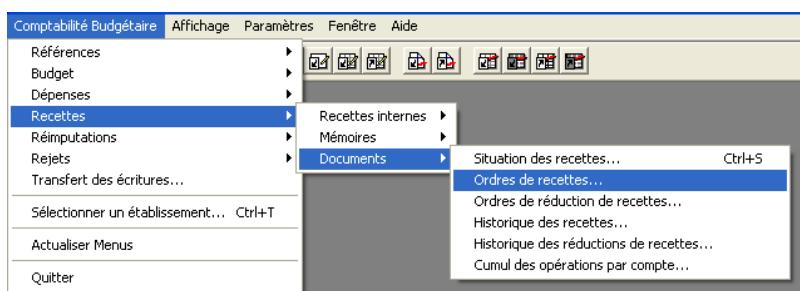 Comptabilité Budgétaire Affichage Paramètres Fenêtre Aide
Références
Budget
Dépenses
Recettes
Réimputations
Rejets
Transfert des écritures...
Sélectionner un établissement... Ctrl+T
Actualiser Menus
Quitter
Recettes internes
Mémoires
Documents
Situation des recettes... Ctrl+S
Ordres de recettes...
Ordres de réduction de recettes...
Historique des recettes...
Historique des réductions de recettes...
Cumul des opérations par compte...